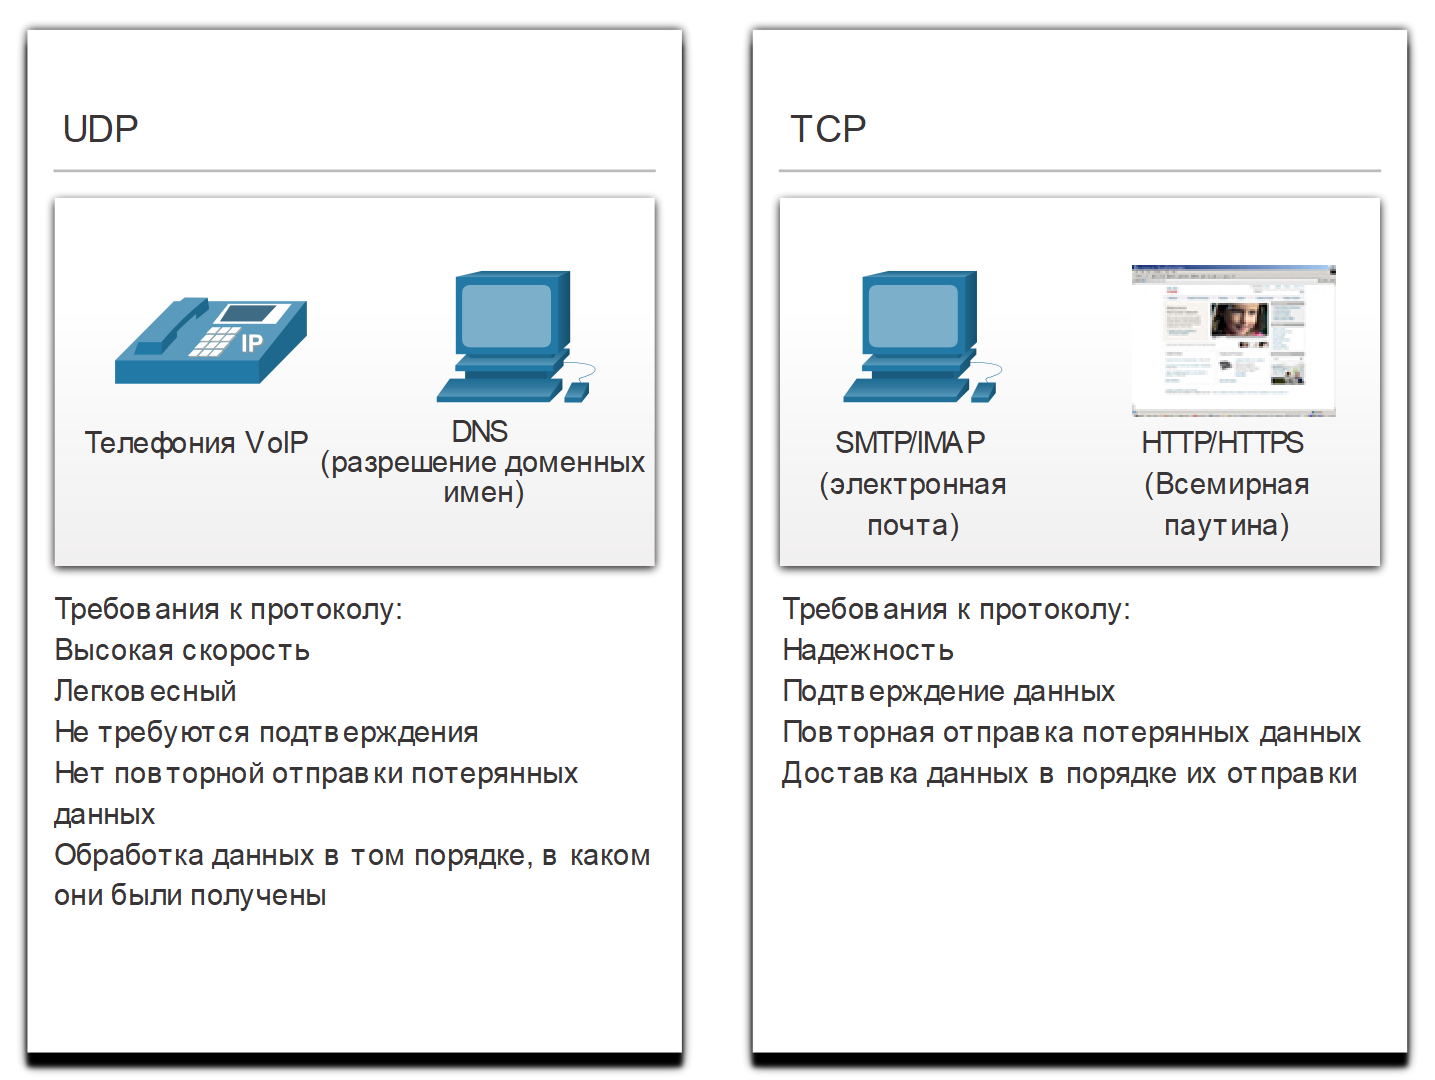 UDP
IP
Телефония VoIP
DNS
(разрешение доменных
имен)
Требования к протоколу:
Высокая скорость
Легковесный
Не требуются подтверждения
Нет повторной отправки потерянных
данных
Обработка данных в том порядке, в каком
они были получены
TCP
SMTP/IMAP
(электронная
почта)
HTTP/HTTPS
(Всемирная
паутина)
Требования к протоколу:
Надежность
Подтверждение данных
Повторная отправка потерянных данных
Доставка данных в порядке их отправки